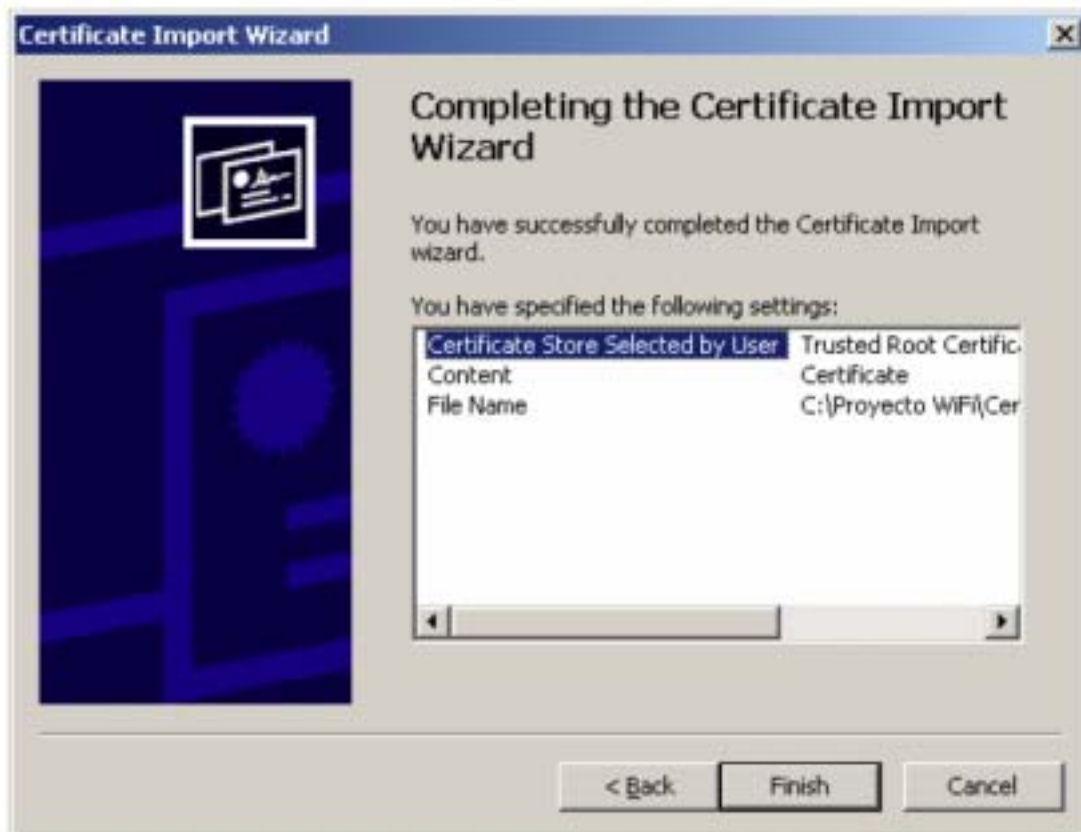 Certificate Import Wizard
Completing the Certificate Import
Wizard
You have successfully completed the Certificate Import
wizard.
You have specified the following settings:
Certificate Store Selected by User Trusted Root Certific
Content Certificate
File Name C:\Proyecto WiFi\Cer
< Back Finish Cancel